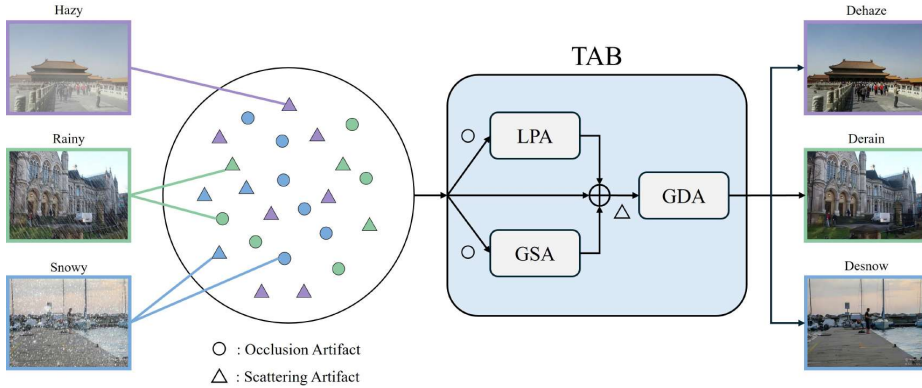 Hazy
Dehaze
TAB
Rainy
LPA
Derain
GDA
GSA
Snowy
Desnow
: Occlusion Artifact
: Scattering Artifact